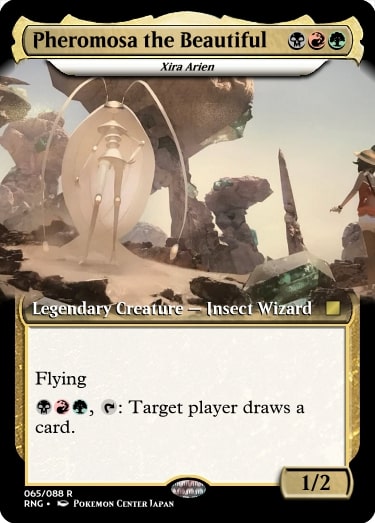 Pheromosa the Beautiful
Xira Arien
Legendary Creature — Insect Wizard
Flying
, : Target player draws a
card.
1/2
065/088 R
RNG • Pokemon Center Japan